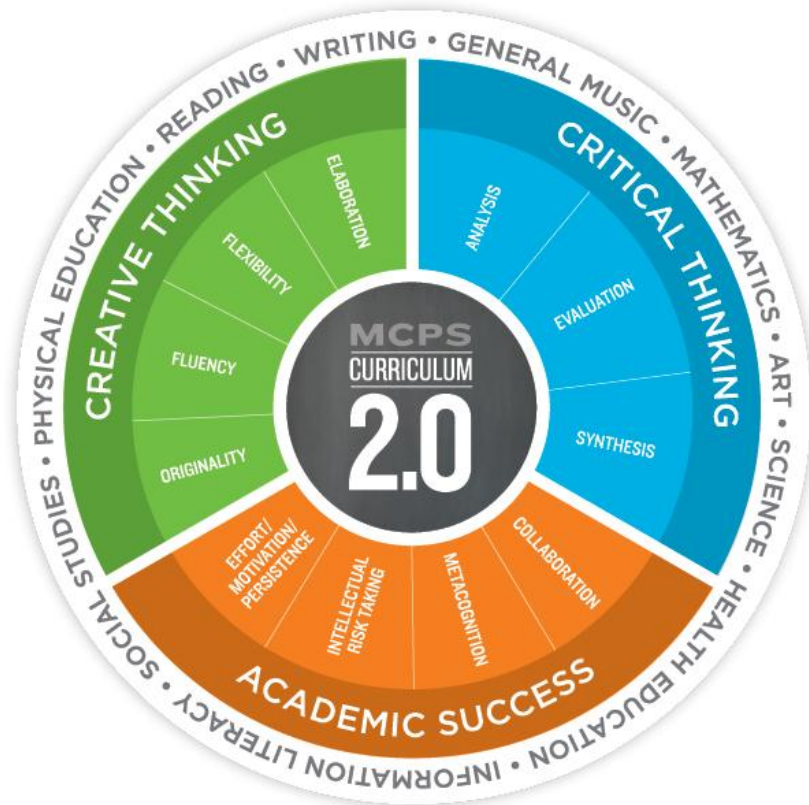 PHYSICAL EDUCATION • READING • WRITING • GENERAL MUSIC • MATHEMATICS • ART • SCIENCE • HEALTH EDUCATION • INFORMATION LITERACY • SOCIAL STUDIES •
CREATIVE THINKING
ELABORATION
FLEXIBILITY
FLUENCY
ORIGINALITY
CRITICAL THINKING
ANALYSIS
EVALUATION
SYNTHESIS
MCPS
CURRICULUM
2.0
EFFORT/
MOTIVATION/
PERSISTENCE
INTELLECTUAL
RISK TAKING
METACOGNITION
COLLABORATION
ACADEMIC SUCCESS